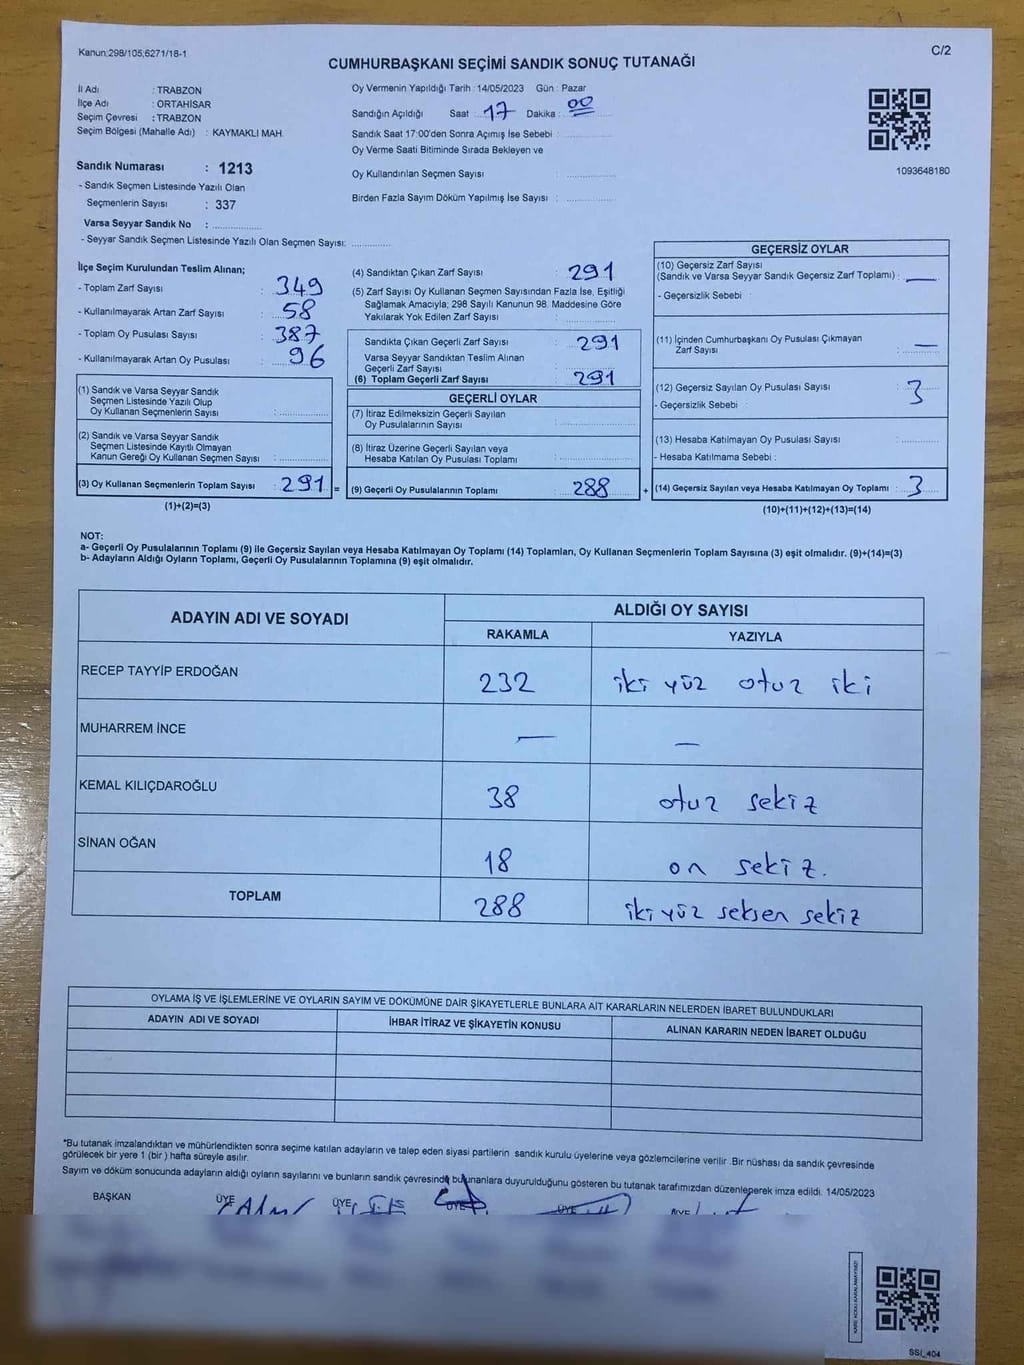 Kanun:298/105;6271/18-1
C/2
CUMHURBAŞKANI SEÇİMİ SANDIK SONUÇ TUTANAĞI
İl Adı : TRABZON
İlçe Adı : ORTAHİSAR
Seçim Çevresi : TRABZON
Seçim Bölgesi (Mahalle Adı) : KAYMAKLI MAH.
Sandık Numarası : 1213
- Sandık Seçmen Listesinde Yazılı Olan
Seçmenlerin Sayısı : 337
Varsa Seyyar Sandık No : ..............
- Seyyar Sandık Seçmen Listesinde Yazılı Olan Seçmen Sayısı: ............
Oy Vermenin Yapıldığı Tarih : 14/05/2023 Gün : Pazar
Sandığın Açıldığı Saat 17 Dakika : 00
Sandık Saat 17:00'den Sonra Açımış İse Sebebi : ..............
Oy Verme Saati Bitiminde Sırada Bekleyen ve
Oy Kullandırılan Seçmen Sayısı : ..............
Birden Fazla Sayım Döküm Yapılmış İse Sayısı : ..............
1093648180
İlçe Seçim Kurulundan Teslim Alınan;
- Toplam Zarf Sayısı : 349
- Kullanılmayarak Artan Zarf Sayısı : 58
- Toplam Oy Pusulası Sayısı : 387
- Kullanılmayarak Artan Oy Pusulası : 96
(1) Sandık ve Varsa Seyyar Sandık
Seçmen Listesinde Yazılı Olup
Oy Kullanan Seçmenlerin Sayısı : ..............
(2) Sandık ve Varsa Seyyar Sandık
Seçmen Listesinde Kayıtlı Olmayan
Kanun Gereği Oy Kullanan Seçmen Sayısı : ..............
(3) Oy Kullanan Seçmenlerin Toplam Sayısı : 291 =
(1)+(2)=(3)
(4) Sandıktan Çıkan Zarf Sayısı : 291
(5) Zarf Sayısı Oy Kullanan Seçmen Sayısından Fazla İse, Eşitliği
Sağlamak Amacıyla; 298 Sayılı Kanunun 98. Maddesine Göre
Yakılarak Yok Edilen Zarf Sayısı : ..............
Sandıkta Çıkan Geçerli Zarf Sayısı : 291
Varsa Seyyar Sandıktan Teslim Alınan
Geçerli Zarf Sayısı : ..............
(6) Toplam Geçerli Zarf Sayısı : 291
GEÇERLİ OYLAR
(7) İtiraz Edilmeksizin Geçerli Sayılan
Oy Pusulalarının Sayısı : ..............
(8) İtiraz Üzerine Geçerli Sayılan veya
Hesaba Katılan Oy Pusulası Toplamı : ..............
(9) Geçerli Oy Pusulalarının Toplamı : 288 +
GEÇERSİZ OYLAR
(10) Geçersiz Zarf Sayısı
(Sandık ve Varsa Seyyar Sandık Geçersiz Zarf Toplamı) : —
- Geçersizlik Sebebi :
(11) İçinden Cumhurbaşkanı Oy Pusulası Çıkmayan
Zarf Sayısı : —
(12) Geçersiz Sayılan Oy Pusulası Sayısı : 3
- Geçersizlik Sebebi :
(13) Hesaba Katılmayan Oy Pusulası Sayısı : ..............
- Hesaba Katılmama Sebebi :
(14) Geçersiz Sayılan veya Hesaba Katılmayan Oy Toplamı : 3
(10)+(11)+(12)+(13)=(14)
NOT:
a- Geçerli Oy Pusulalarının Toplamı (9) ile Geçersiz Sayılan veya Hesaba Katılmayan Oy Toplamı (14) Toplamları, Oy Kullanan Seçmenlerin Toplam Sayısına (3) eşit olmalıdır. (9)+(14)=(3)
b- Adayların Aldığı Oyların Toplamı, Geçerli Oy Pusulalarının Toplamına (9) eşit olmalıdır.
ADAYIN ADI VE SOYADI ALDIĞI OY SAYISI
RAKAMLA YAZIYLA
RECEP TAYYİP ERDOĞAN 232 iki yüz otuz iki
MUHARREM İNCE — —
KEMAL KILIÇDAROĞLU 38 otuz sekiz
SİNAN OĞAN 18 on sekiz.
TOPLAM 288 iki yüz seksen sekiz
OYLAMA İŞ VE İŞLEMLERİNE VE OYLARIN SAYIM VE DÖKÜMÜNE DAİR ŞİKAYETLERLE BUNLARA AİT KARARLARIN NELERDEN İBARET BULUNDUKLARI
ADAYIN ADI VE SOYADI İHBAR İTİRAZ VE ŞİKAYETİN KONUSU ALINAN KARARIN NEDEN İBARET OLDUĞU
*Bu tutanak imzalandıktan ve mühürlendikten sonra seçime katılan adayların ve talep eden siyasi partilerin sandık kurulu üyelerine veya gözlemcilerine verilir. Bir nüshası da sandık çevresinde
görülecek bir yere 1 (bir) hafta süreyle asılır.
Sayım ve döküm sonucunda adayların aldığı oyların sayılarını ve bunların sandık çevresinde bulunanlara duyurulduğunu gösteren bu tutanak tarafımızdan düzenlenerek imza edildi. 14/05/2023
BAŞKAN ÜYE ÜYE ÜYE ÜYE ÜYE
SSI_404